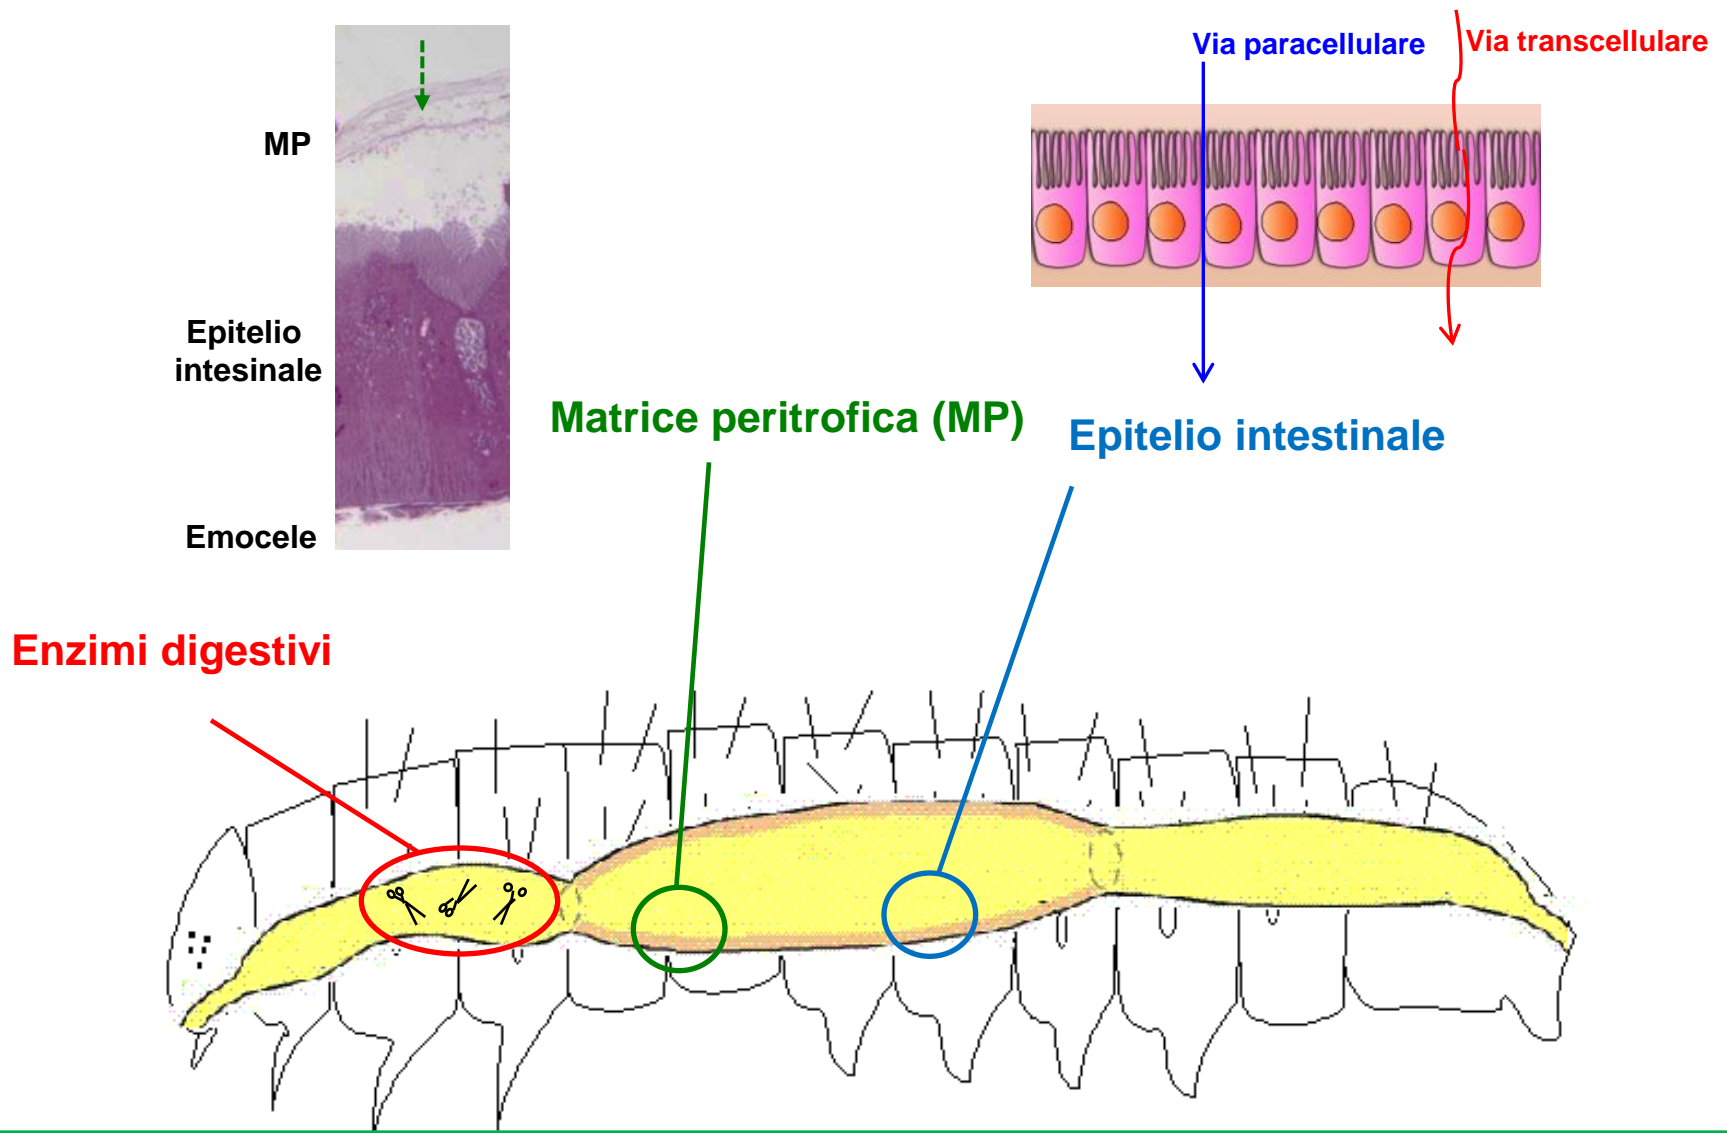 Via paracellulare
Via transcellulare
MP
Epitelio
intesinale
Emocele
Matrice peritrofica (MP)
Epitelio intestinale
Enzimi digestivi